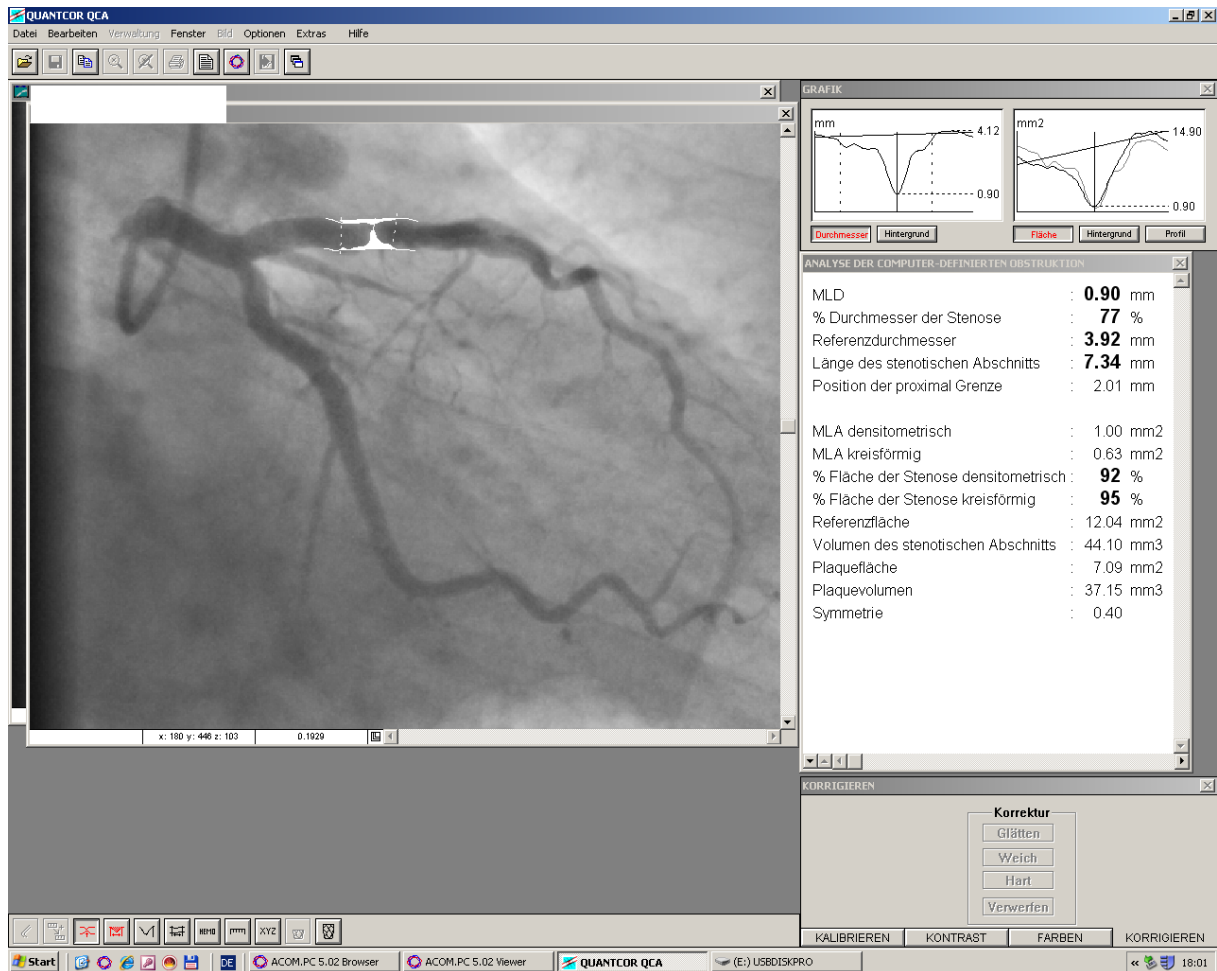 QUANTCOR QCA
Datei Bearbeiten Verwaltung Fenster Bild Optionen Extras Hilfe
GRAFIK
mm
4.12
0.90
mm2
14.90
0.90
Durchmesser Hintergrund
Fläche Hintergrund Profil
ANALYSE DER COMPUTER-DEFINIERTEN OBSTRUKTION
MLD : 0.90 mm
% Durchmesser der Stenose : 77 %
Referenzdurchmesser : 3.92 mm
Länge des stenotischen Abschnitts : 7.34 mm
Position der proximal Grenze : 2.01 mm
MLA densitometrisch : 1.00 mm2
MLA kreisförmig : 0.63 mm2
% Fläche der Stenose densitometrisch : 92 %
% Fläche der Stenose kreisförmig : 95 %
Referenzfläche : 12.04 mm2
Volumen des stenotischen Abschnitts : 44.10 mm3
Plaquefläche : 7.09 mm2
Plaquevolumen : 37.15 mm3
Symmetrie : 0.40
x: 180 y: 446 z: 103 0.1929
KORRIGIEREN
Korrektur
Glätten
Weich
Hart
Verwerfen
HEMO XYZ
KALIBRIEREN KONTRAST FARBEN KORRIGIEREN
Start DE ACOM.PC 5.02 Browser ACOM.PC 5.02 Viewer QUANTCOR QCA (E:) USBDISKPRO 18:01